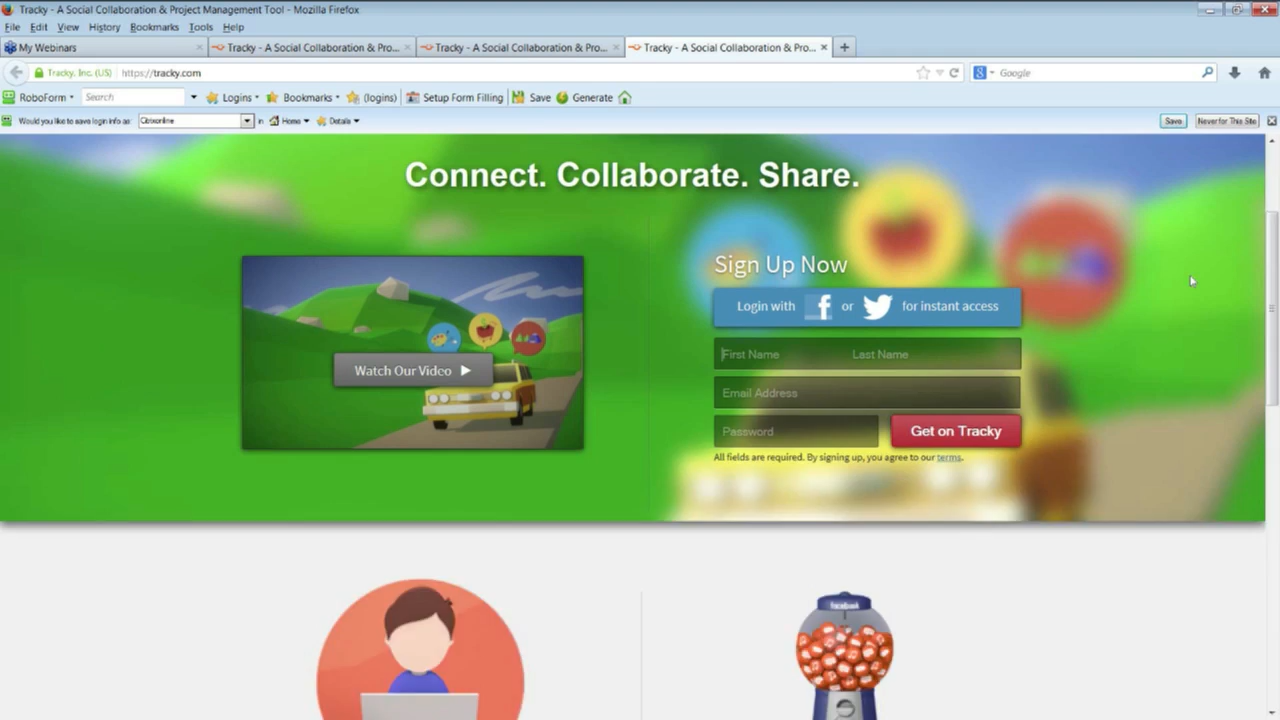 Tracky - A Social Collaboration & Project Management Tool - Mozilla Firefox
File Edit View History Bookmarks Tools Help
My Webinars × Tracky - A Social Collaboration & Pro... × Tracky - A Social Collaboration & Pro... × Tracky - A Social Collaboration & Pro... × +
Tracky, Inc. (US) https://tracky.com Google
RoboForm Search Logins Bookmarks (logins) Setup Form Filling Save Generate
Would you like to save login info as: Citrixonline in Home Details Save Never for This Site
Connect. Collaborate. Share.
Sign Up Now
Login with f or for instant access
Watch Our Video
First Name Last Name
Email Address
Password Get on Tracky
All fields are required. By signing up, you agree to our terms.